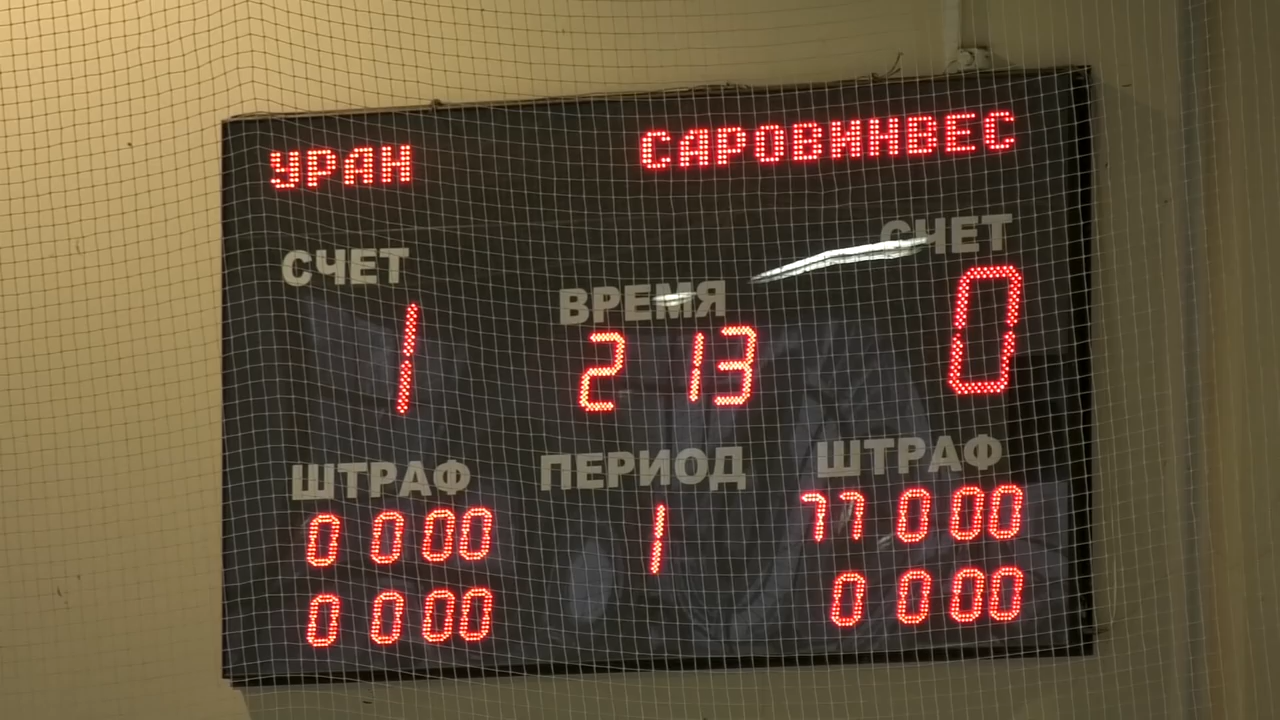 УРАН САРОВИНВЕС
СЧЕТ СЧЕТ
ВРЕМЯ
1 2 13 0
ШТРАФ ПЕРИОД ШТРАФ
0 0 00 1 77 0 00
0 0 00 0 0 00